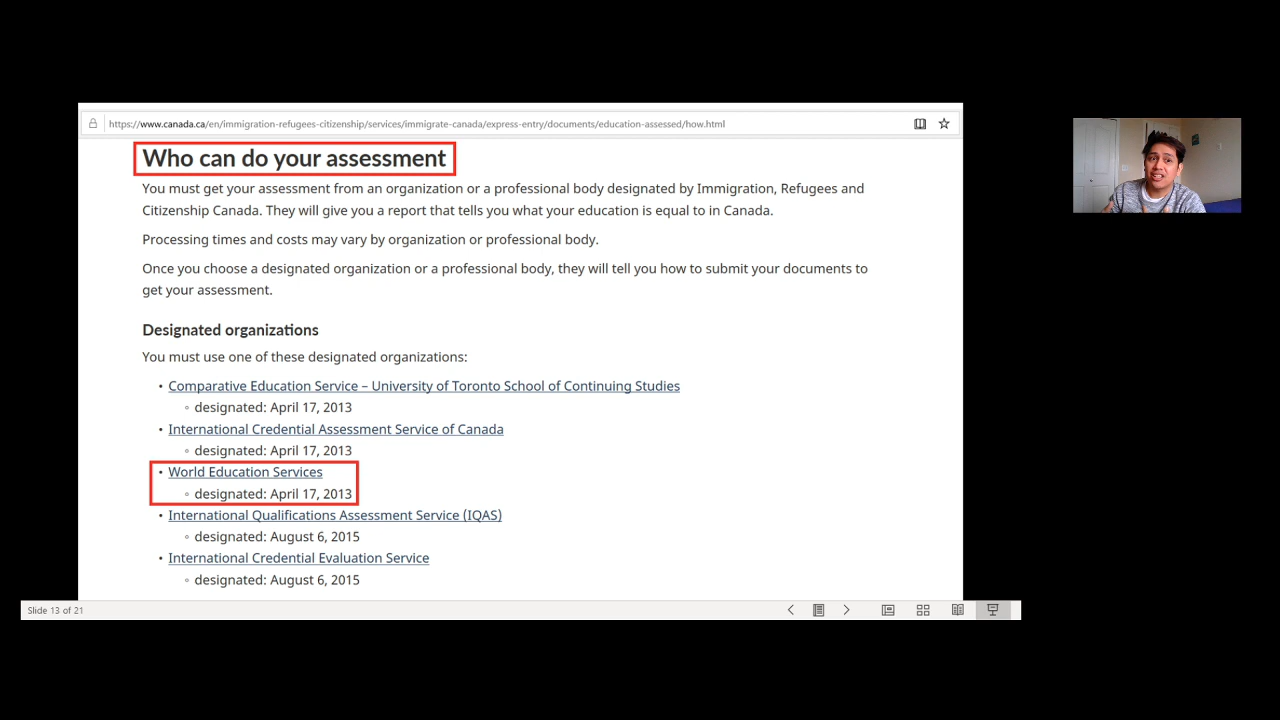 https://www.canada.ca/en/immigration-refugees-citizenship/services/immigrate-canada/express-entry/documents/education-assessed/how.html
Who can do your assessment
You must get your assessment from an organization or a professional body designated by Immigration, Refugees and
Citizenship Canada. They will give you a report that tells you what your education is equal to in Canada.
Processing times and costs may vary by organization or professional body.
Once you choose a designated organization or a professional body, they will tell you how to submit your documents to
get your assessment.
Designated organizations
You must use one of these designated organizations:
• Comparative Education Service – University of Toronto School of Continuing Studies
◦ designated: April 17, 2013
• International Credential Assessment Service of Canada
◦ designated: April 17, 2013
• World Education Services
◦ designated: April 17, 2013
• International Qualifications Assessment Service (IQAS)
◦ designated: August 6, 2015
• International Credential Evaluation Service
◦ designated: August 6, 2015
Slide 13 of 21